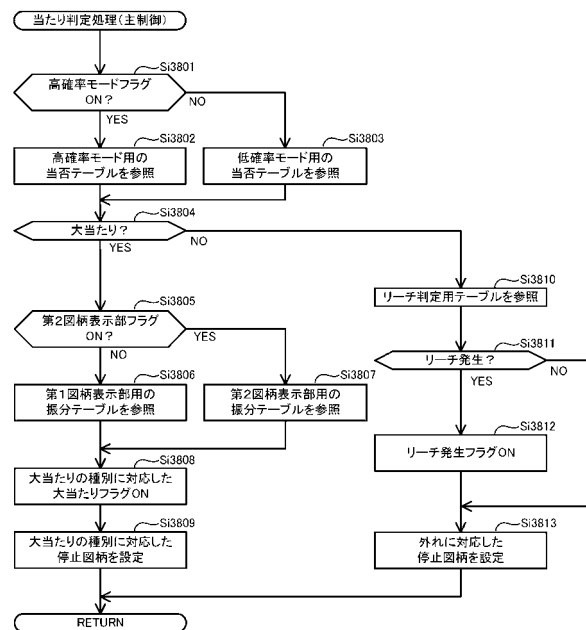 当たり判定処理(主制御)
Si3801
高確率モードフラグ
ON?
NO
YES
Si3802
高確率モード用の
当否テーブルを参照
Si3803
低確率モード用の
当否テーブルを参照
Si3804
大当たり?
YES
NO
Si3810
リーチ判定用テーブルを参照
Si3805
第2図柄表示部フラグ
ON?
YES
NO
Si3811
リーチ発生?
NO
YES
Si3806
第1図柄表示部用の
振分テーブルを参照
Si3807
第2図柄表示部用の
振分テーブルを参照
Si3812
リーチ発生フラグON
Si3808
大当たりの種別に対応した
大当たりフラグON
Si3809
大当たりの種別に対応した
停止図柄を設定
Si3813
外れに対応した
停止図柄を設定
RETURN